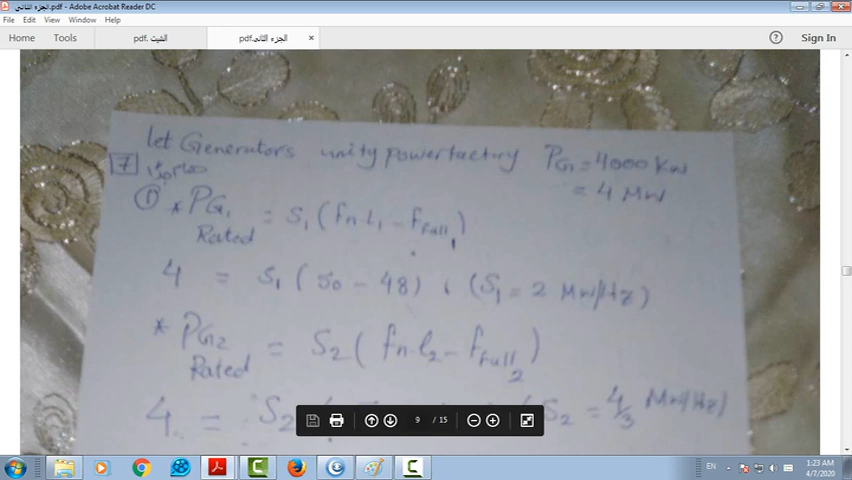 الجزء الثاني.pdf - Adobe Acrobat Reader DC
File Edit View Window Help
Home Tools الشيت.pdf الجزء الثاني.pdf × Sign In
let Generators unity powerfactury PG1 = 4000 KW
7 = 4 MW
① * PG1 Rated = S1 (fn.l1 - Ffull1)
4 = S1 (50 - 48) , (S1 = 2 MW/Hz)
* PG2 Rated = S2 (fn.l2 - Ffull2)
4 = S2 ( S2 = 4/3 MW/Hz)
9 / 15
EN 1:23 AM
4/7/2020